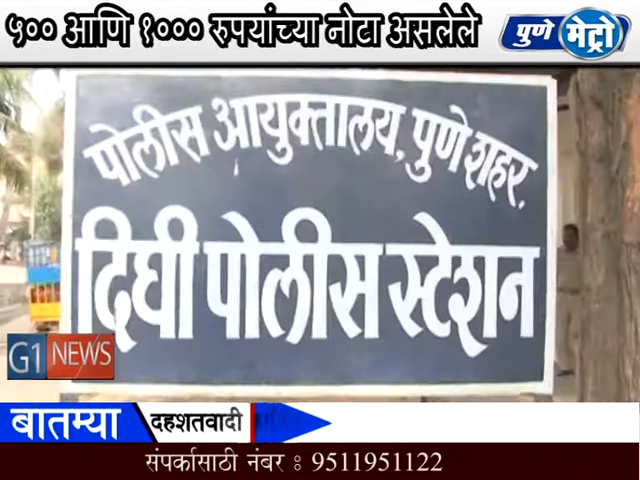 ५०० आणि १००० रुपयांच्या नोटा असलेले
पुणे मेट्रो
पोलीस आयुक्तालय, पुणे शहर.
दिघी पोलीस स्टेशन
G1 NEWS
बातम्या दहशतवादी
संपर्कासाठी नंबर : 9511951122